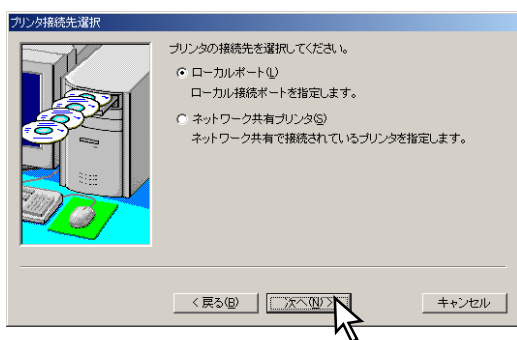 プリンタ接続先選択
プリンタの接続先を選択してください。
ローカルポート(L)
ローカル接続ポートを指定します。
ネットワーク共有プリンタ(S)
ネットワーク共有で接続されているプリンタを指定します。
< 戻る(B)
次へ(N) >
キャンセル